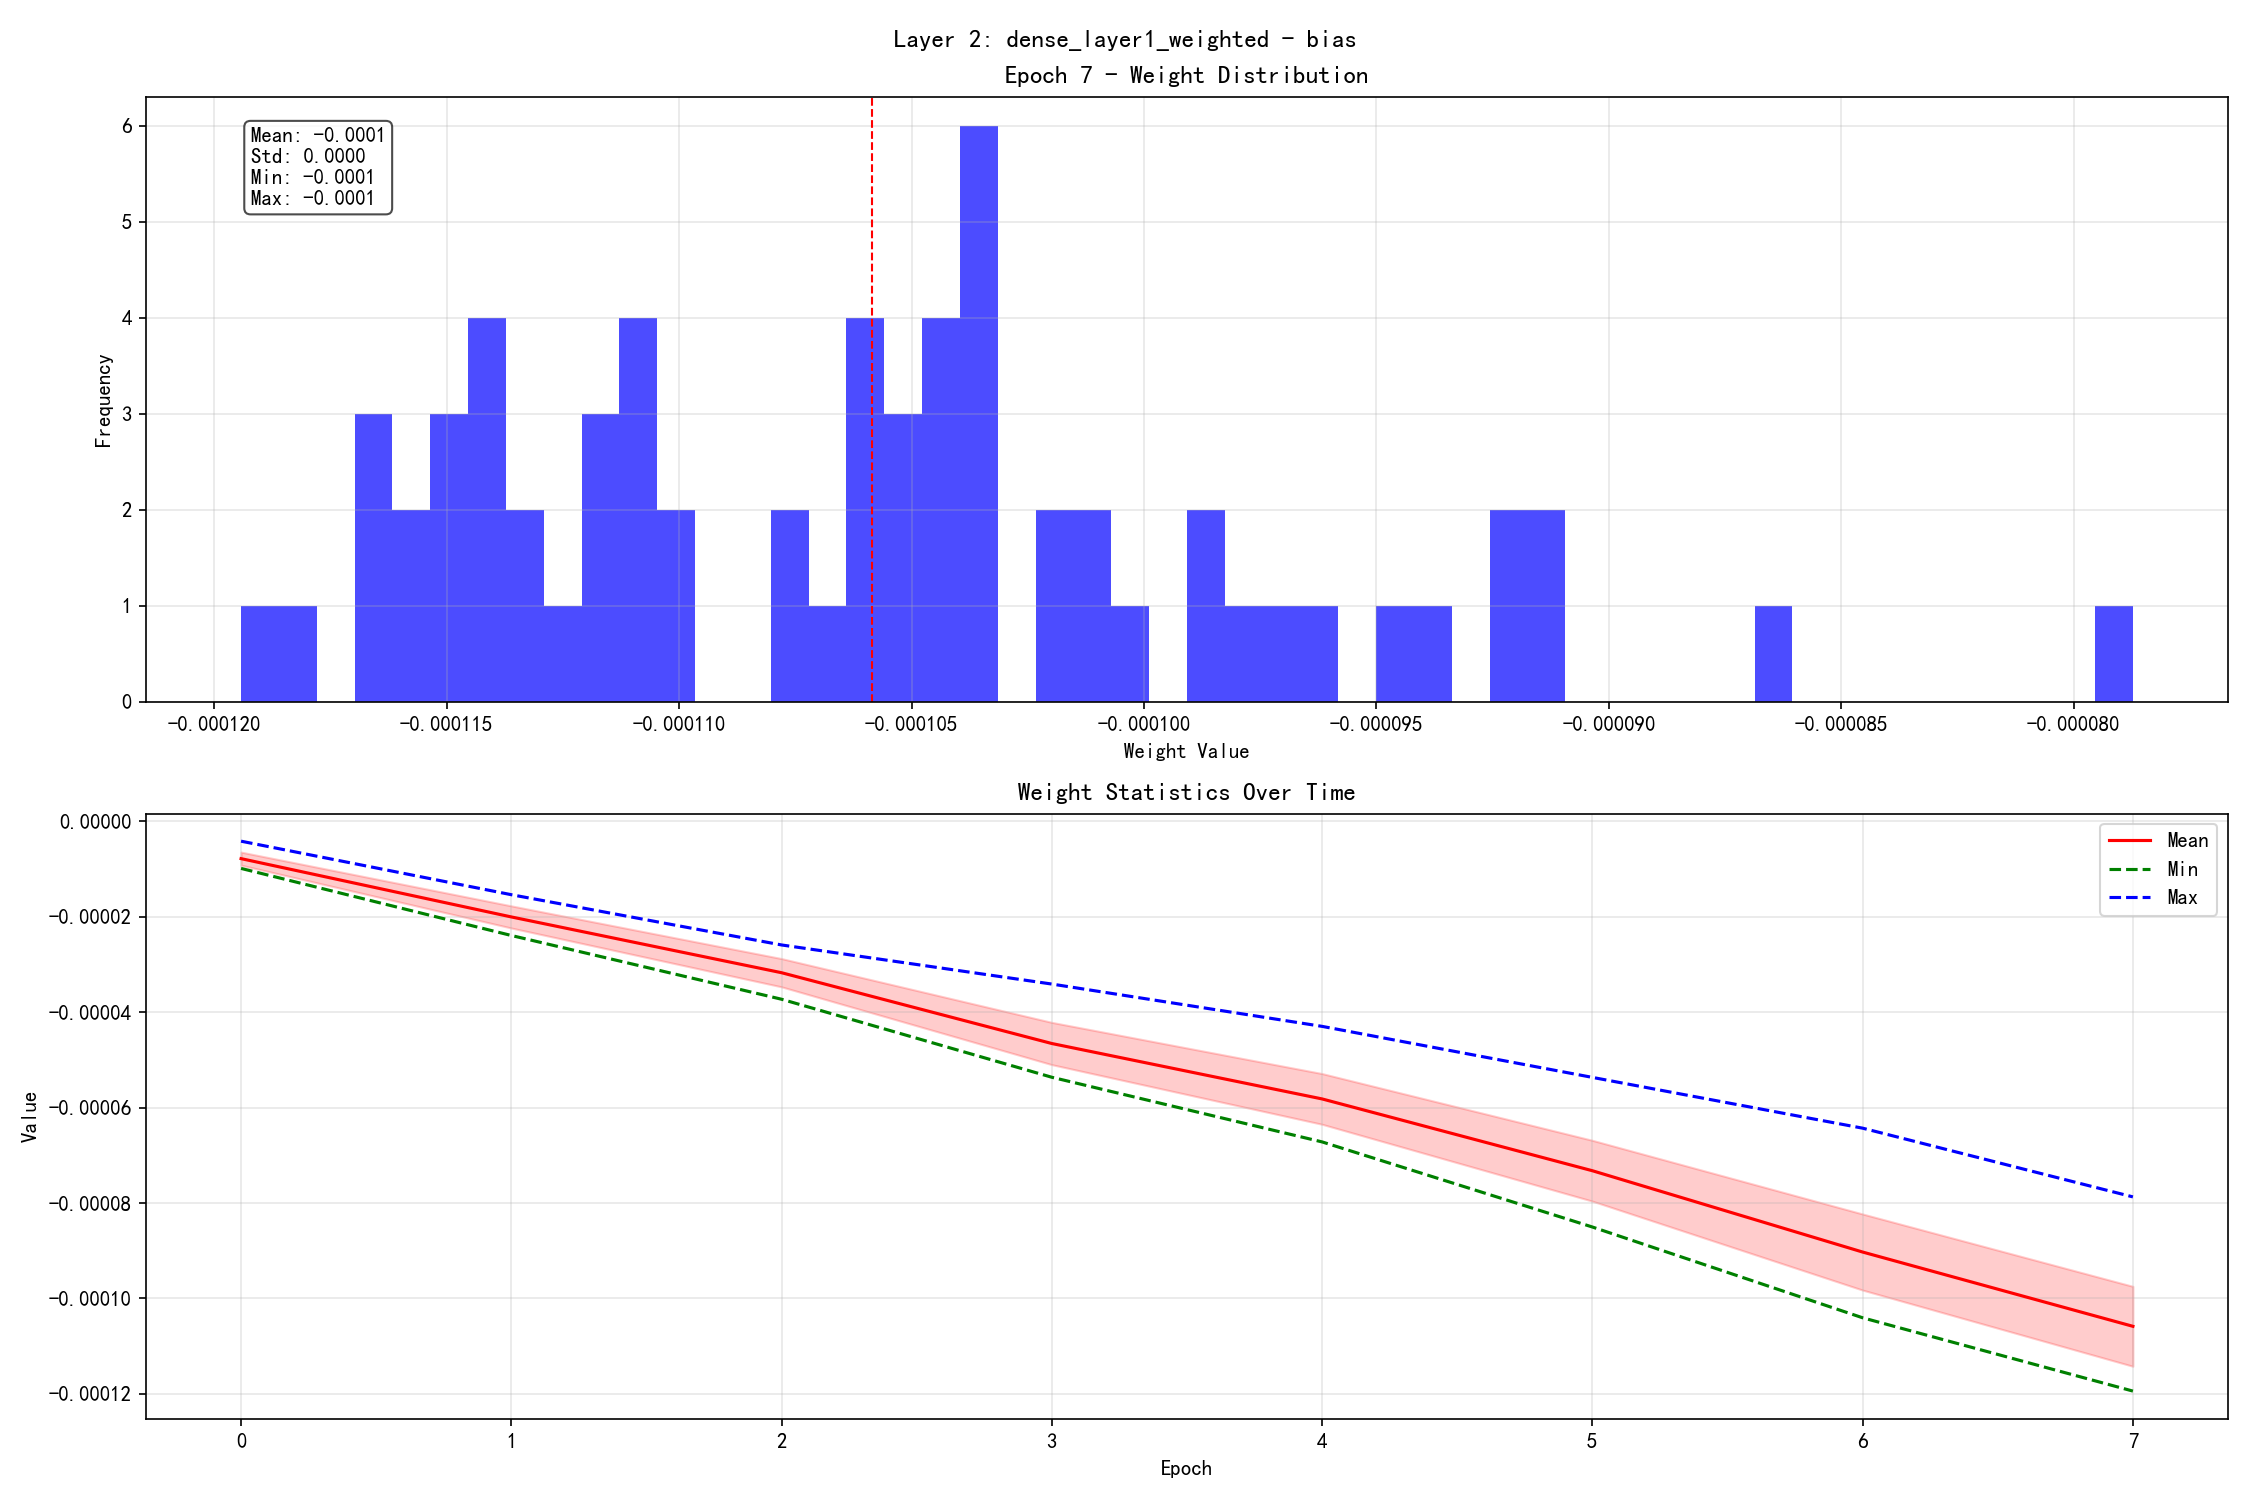 Layer 2: dense_layer1_weighted - bias
Epoch 7 - Weight Distribution
Mean: -0.0001
Std: 0.0000
Min: -0.0001
Max: -0.0001
Frequency
6
5
4
3
2
1
0
-0.000120 -0.000115 -0.000110 -0.000105 -0.000100 -0.000095 -0.000090 -0.000085 -0.000080
Weight Value
Weight Statistics Over Time
Value
0.00000
-0.00002
-0.00004
-0.00006
-0.00008
-0.00010
-0.00012
Mean
Min
Max
0 1 2 3 4 5 6 7
Epoch